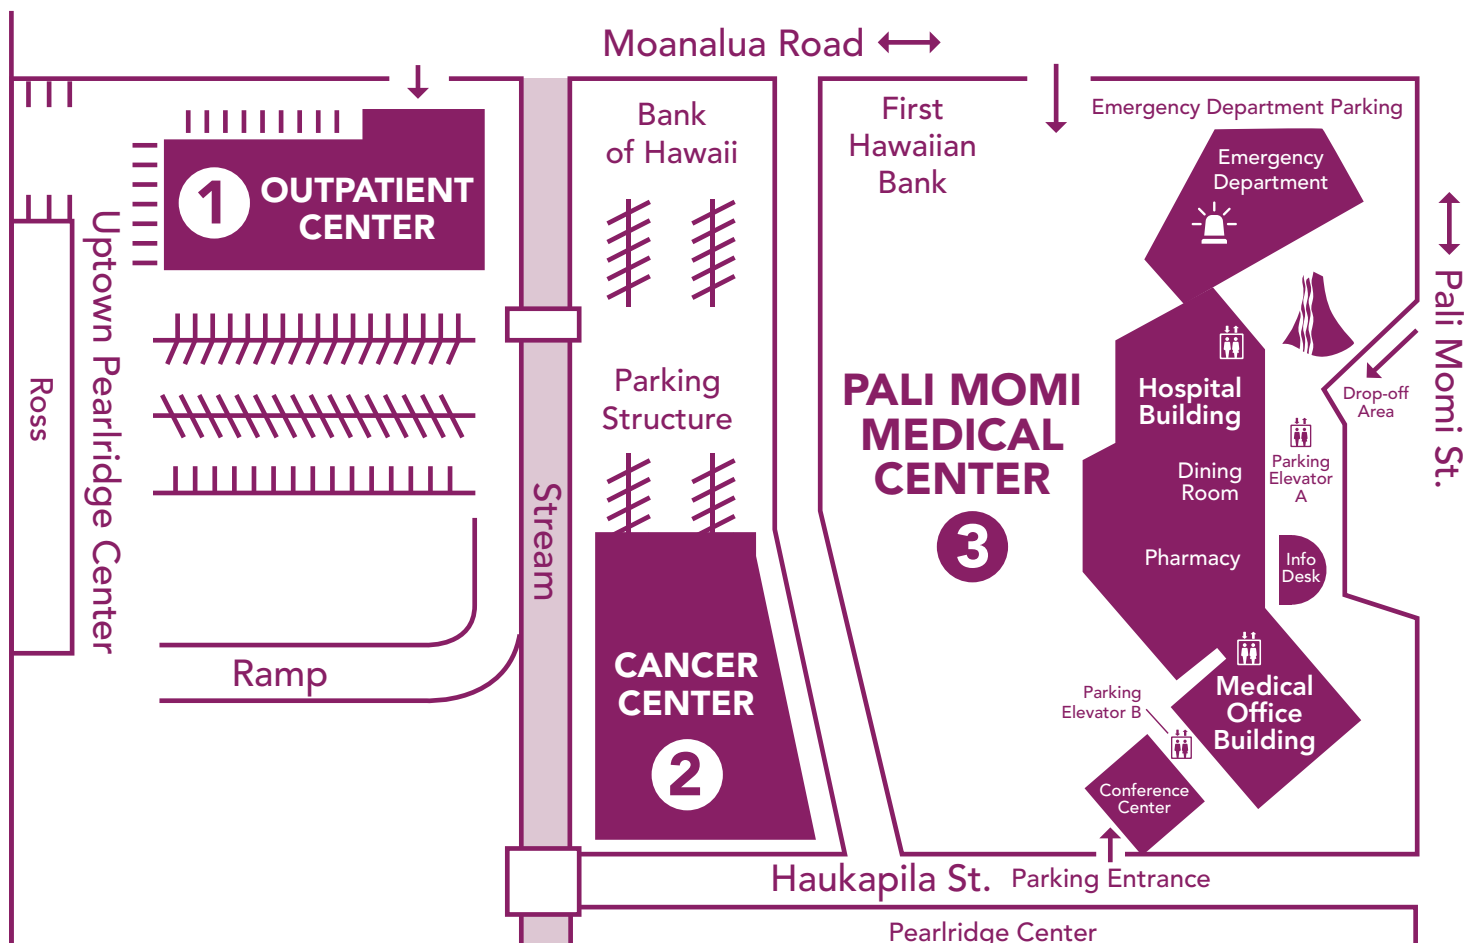 Moanalua Road
Bank
of Hawaii
First
Hawaiian
Bank
Emergency Department Parking
Emergency
Department
1
OUTPATIENT
CENTER
Uptown Pearlridge Center
Ross
Pali Momi St.
Parking
Structure
PALI MOMI
MEDICAL
CENTER
3
Hospital
Building
Drop-off
Area
Dining
Room
Parking
Elevator
A
Stream
Pharmacy
Info
Desk
Ramp
CANCER
CENTER
2
Parking
Elevator B
Medical
Office
Building
Conference
Center
Haukapila St.
Parking Entrance
Pearlridge Center